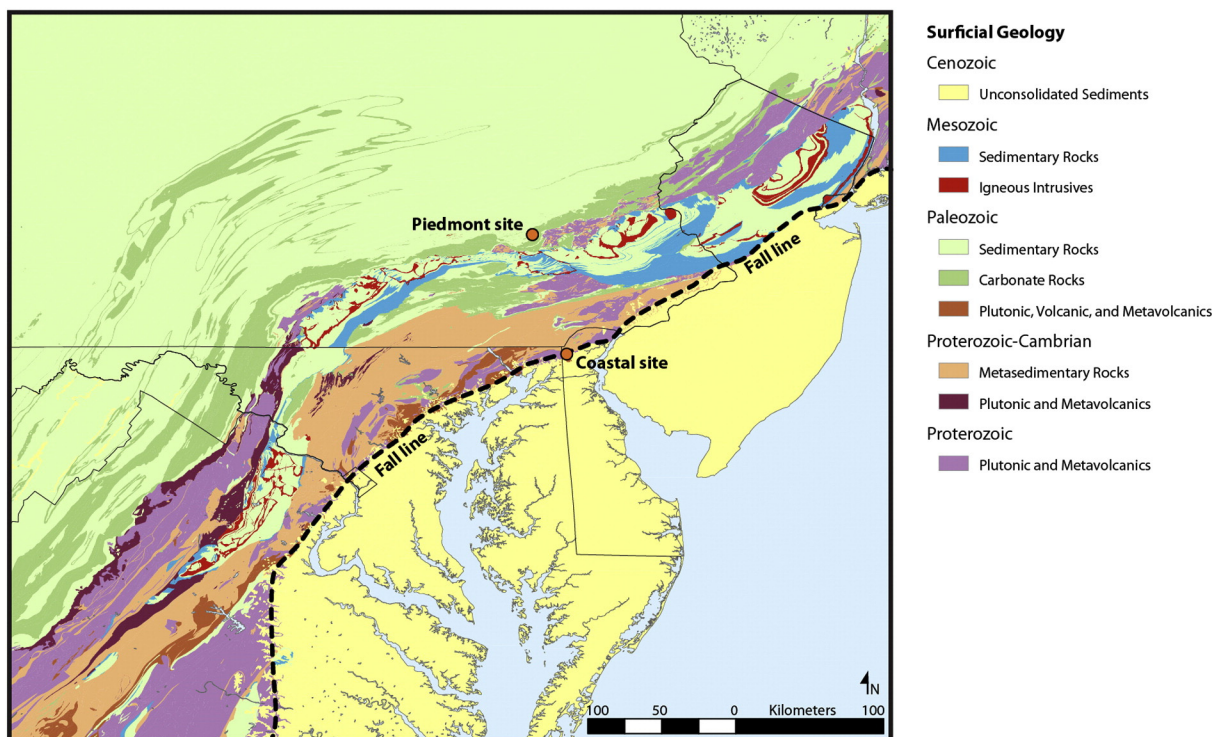 Piedmont site
Fall line
Coastal site
Fall line
N
100 50 0 Kilometers 100
Surficial Geology
Cenozoic
Unconsolidated Sediments
Mesozoic
Sedimentary Rocks
Igneous Intrusives
Paleozoic
Sedimentary Rocks
Carbonate Rocks
Plutonic, Volcanic, and Metavolcanics
Proterozoic-Cambrian
Metasedimentary Rocks
Plutonic and Metavolcanics
Proterozoic
Plutonic and Metavolcanics